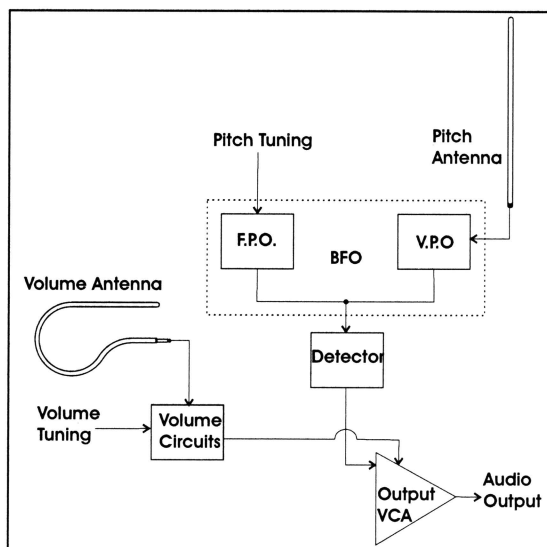 Pitch Tuning
Pitch
Antenna
F.P.O.
BFO
V.P.O
Volume Antenna
Detector
Volume
Tuning
Volume
Circuits
Output
VCA
Audio
Output